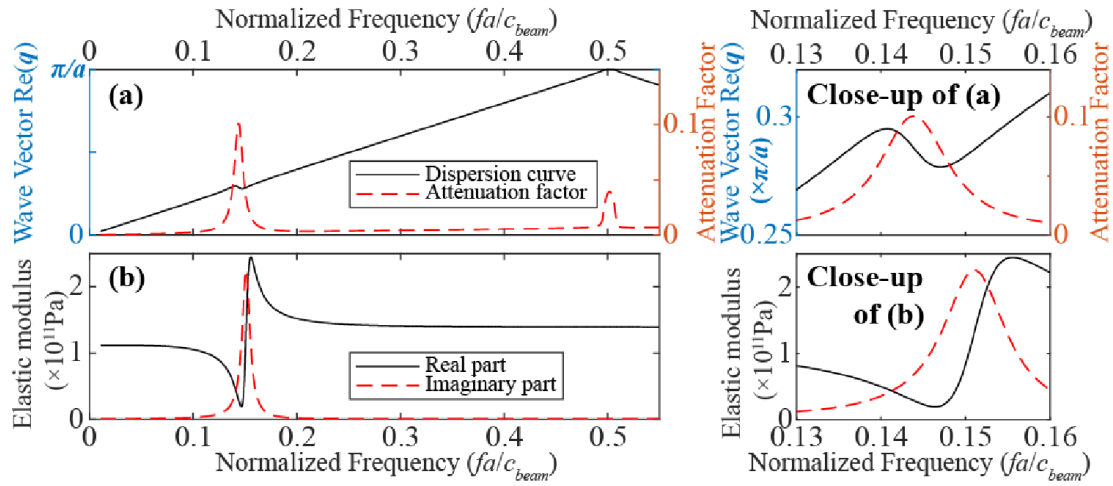 Normalized Frequency (fa/c_beam)
0 0.1 0.2 0.3 0.4 0.5
Wave Vector Re(q)
π/a
0
(a)
Dispersion curve
Attenuation factor
0.1
0
Attenuation Factor
Normalized Frequency (fa/c_beam)
0.13 0.14 0.15 0.16
Wave Vector Re(q)
(×π/a)
0.3
0.25
Close-up of (a)
0.1
0
Attenuation Factor
Elastic modulus
(×10¹¹Pa)
2
1
0
(b)
Real part
Imaginary part
0 0.1 0.2 0.3 0.4 0.5
Normalized Frequency (fa/c_beam)
Elastic modulus
(×10¹¹Pa)
2
1
0
Close-up
of (b)
0.13 0.14 0.15 0.16
Normalized Frequency (fa/c_beam)